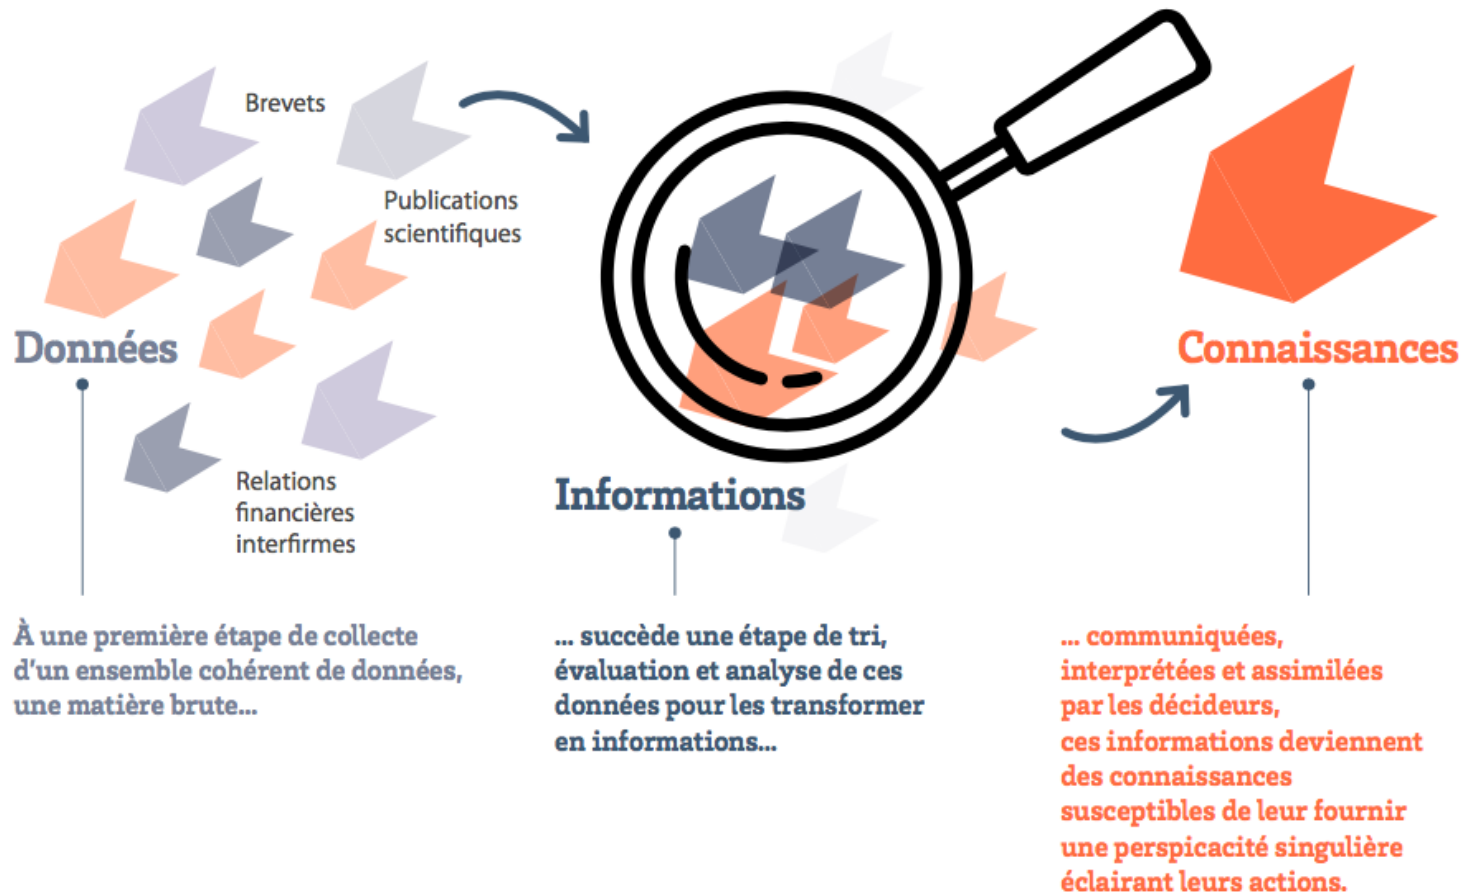 Brevets
Publications
scientifiques
Données
Relations
financières
interfirmes
À une première étape de collecte
d'un ensemble cohérent de données,
une matière brute...
Informations
... succède une étape de tri,
évaluation et analyse de ces
données pour les transformer
en informations...
Connaissances
... communiquées,
interprétées et assimilées
par les décideurs,
ces informations deviennent
des connaissances
susceptibles de leur fournir
une perspicacité singulière
éclairant leurs actions.